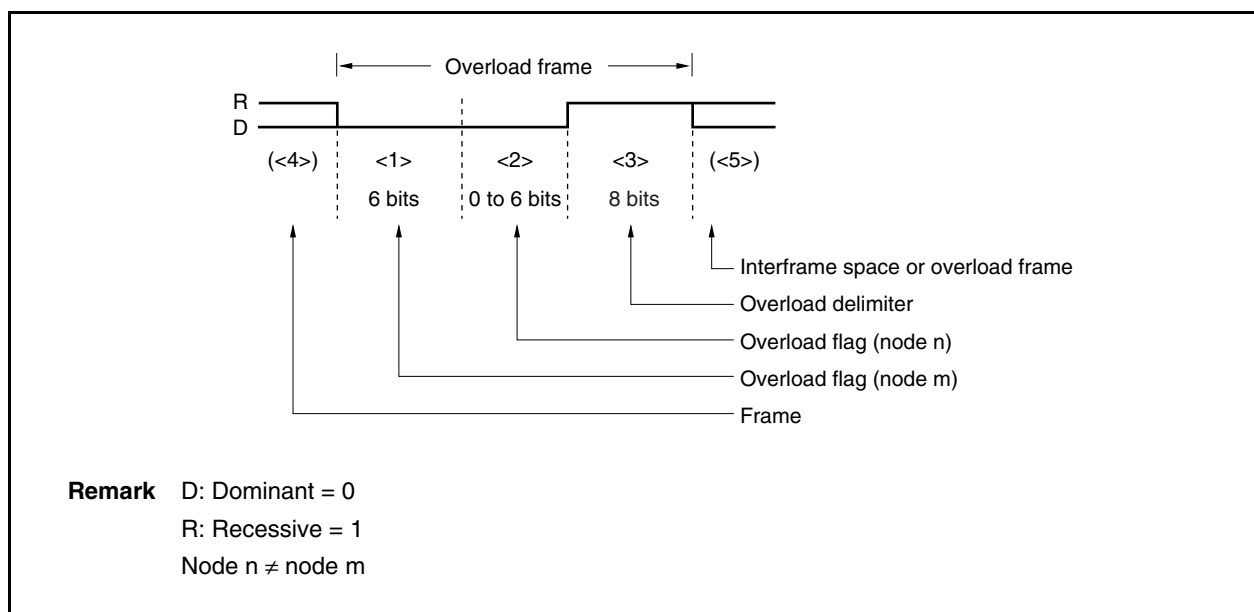 Overload frame
R
D
(<4>) <1> <2> <3> (<5>)
6 bits 0 to 6 bits 8 bits
Interframe space or overload frame
Overload delimiter
Overload flag (node n)
Overload flag (node m)
Frame
Remark D: Dominant = 0
R: Recessive = 1
Node n ≠ node m